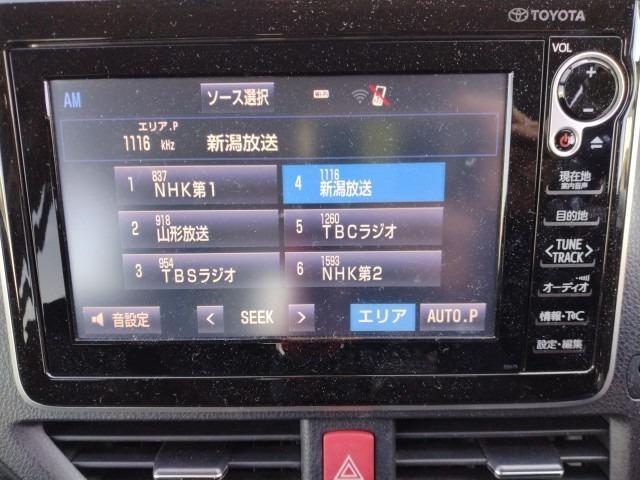 TOYOTA
VOL
AM
ソース選択
エリア.P
1116 kHz 新潟放送
1 837 NHK第1
4 1116 新潟放送
2 918 山形放送
5 1260 TBCラジオ
3 954 TBSラジオ
6 1593 NHK第2
音設定
< SEEK >
エリア
AUTO.P
現在地
案内音声
目的地
TUNE
TRACK
オーディオ
情報・TC
設定・編集